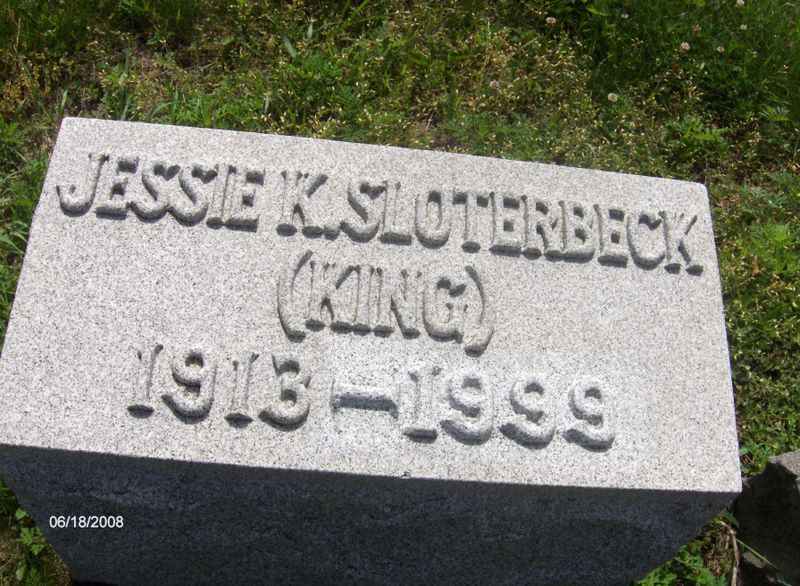 JESSIE K. SLOTERBECK
(KING)
1913 – 1999
06/18/2008